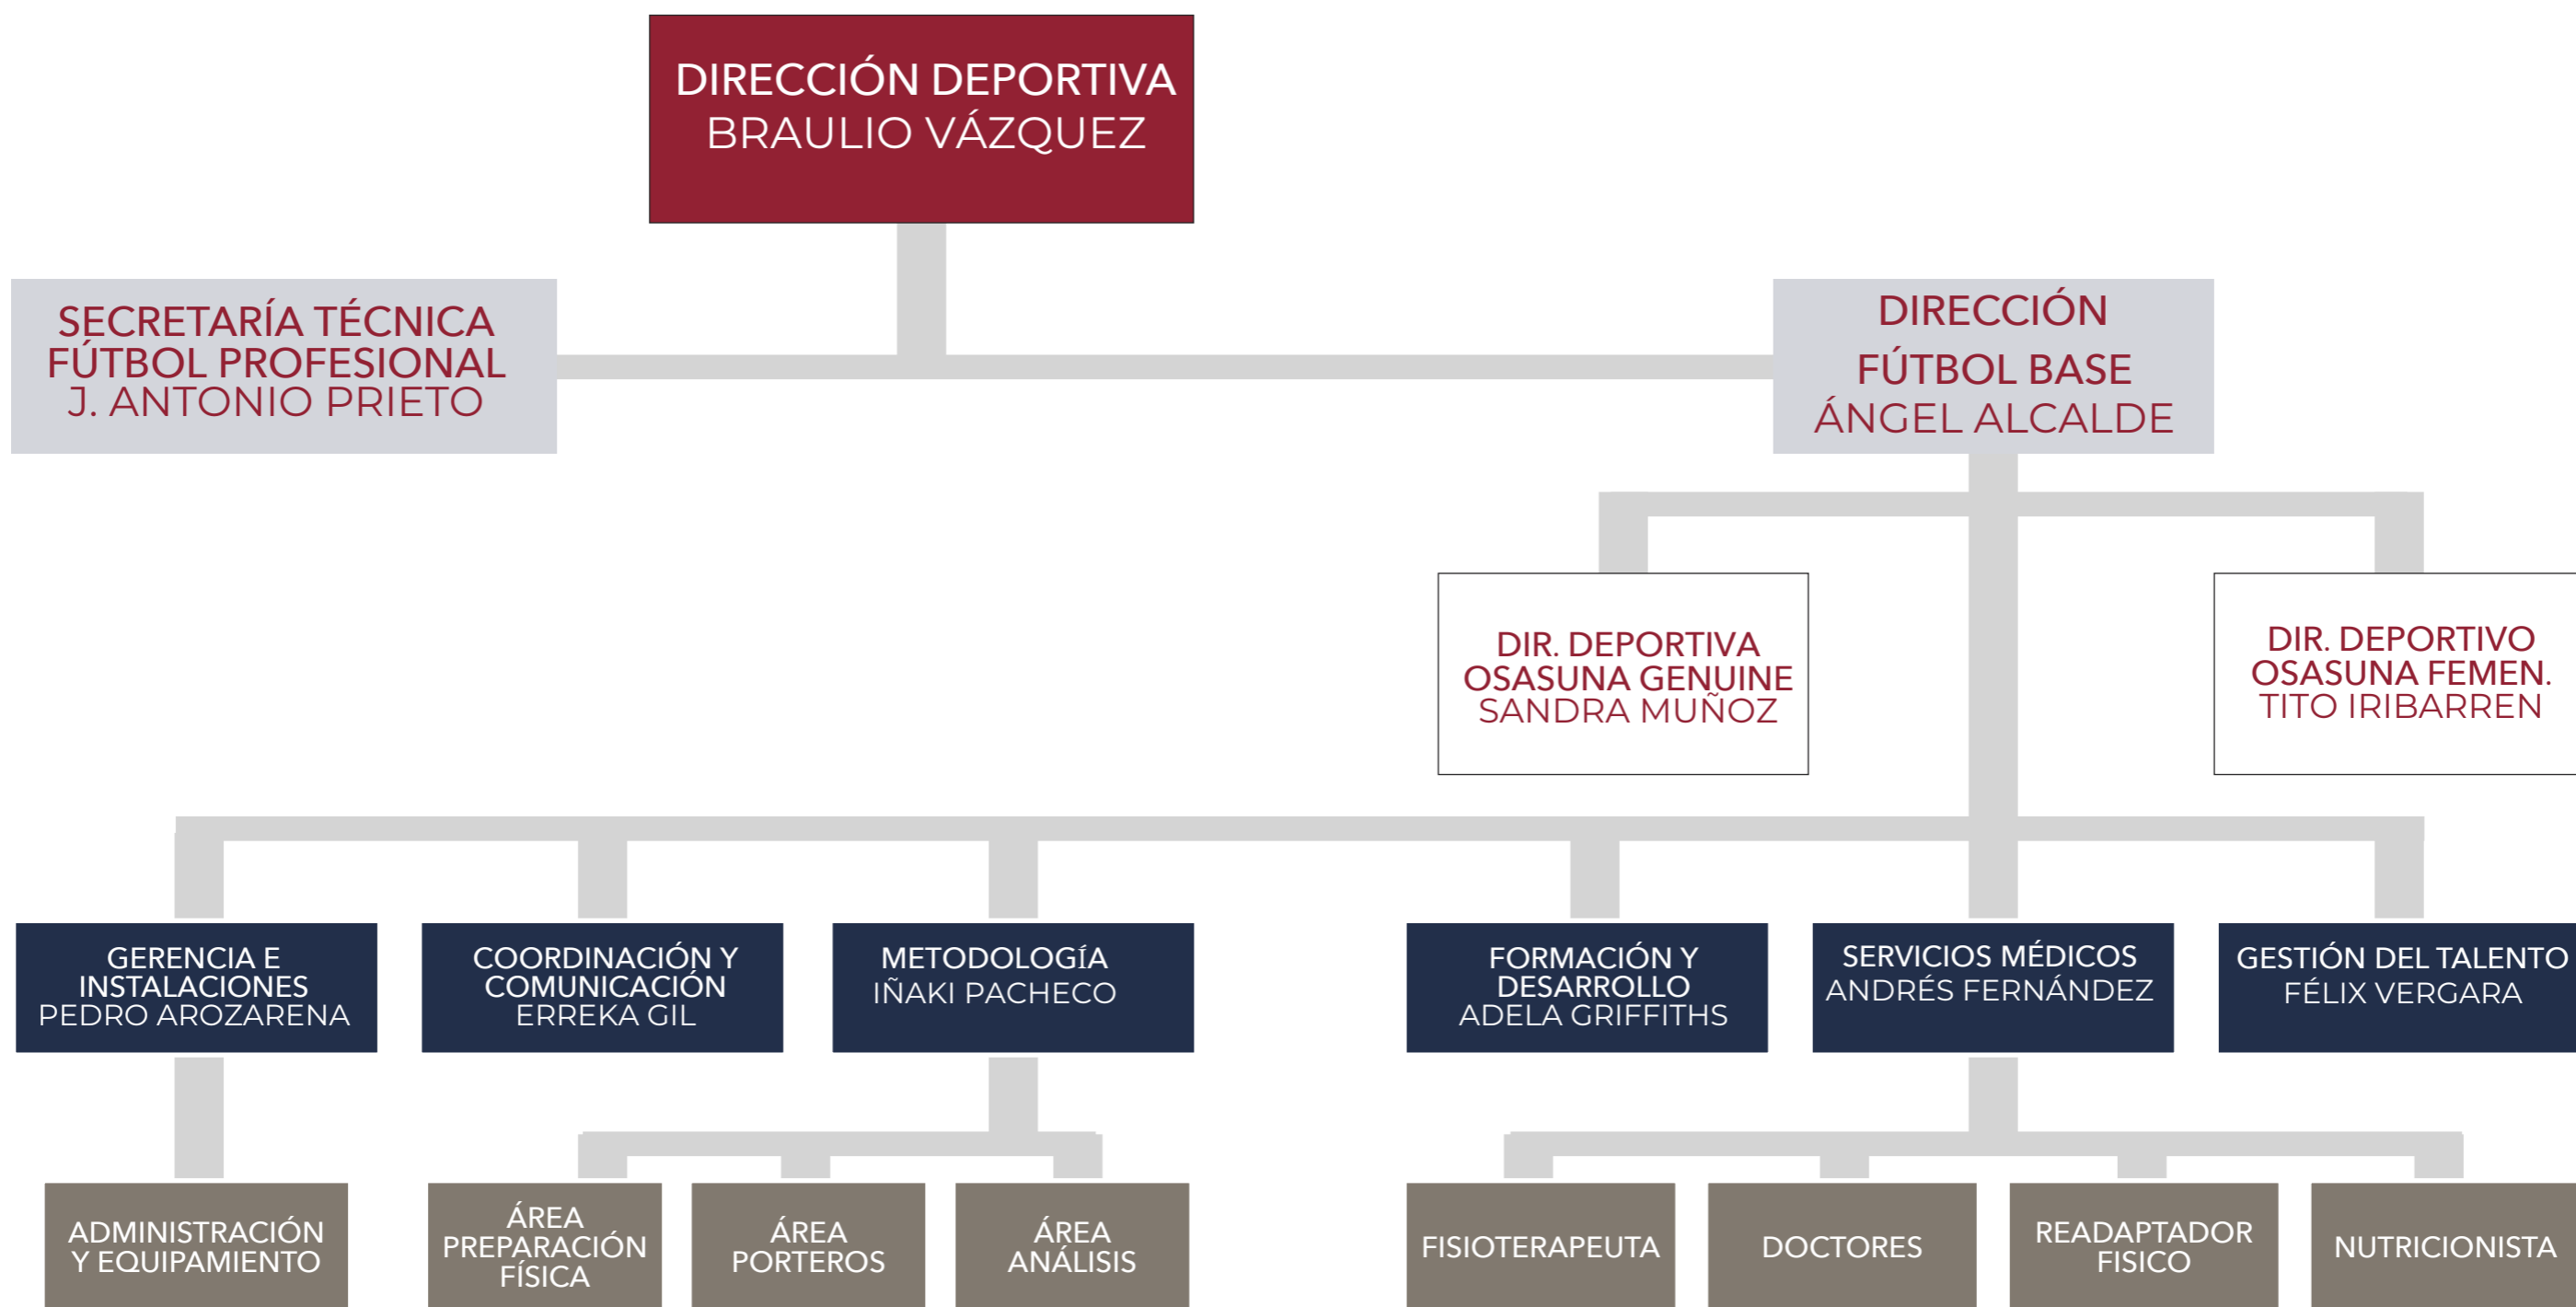 DIRECCIÓN DEPORTIVA
BRAULIO VÁZQUEZ
SECRETARÍA TÉCNICA
FÚTBOL PROFESIONAL
J. ANTONIO PRIETO
DIRECCIÓN
FÚTBOL BASE
ÁNGEL ALCALDE
DIR. DEPORTIVA
OSASUNA GENUINE
SANDRA MUÑOZ
DIR. DEPORTIVO
OSASUNA FEMEN.
TITO IRIBARREN
GERENCIA E
INSTALACIONES
PEDRO AROZARENA
COORDINACIÓN Y
COMUNICACIÓN
ERREKA GIL
METODOLOGÍA
IÑAKI PACHECO
FORMACIÓN Y
DESARROLLO
ADELA GRIFFITHS
SERVICIOS MÉDICOS
ANDRÉS FERNÁNDEZ
GESTIÓN DEL TALENTO
FÉLIX VERGARA
ADMINISTRACIÓN
Y EQUIPAMIENTO
ÁREA
PREPARACIÓN
FÍSICA
ÁREA
PORTEROS
ÁREA
ANÁLISIS
FISIOTERAPEUTA
DOCTORES
READAPTADOR
FISICO
NUTRICIONISTA